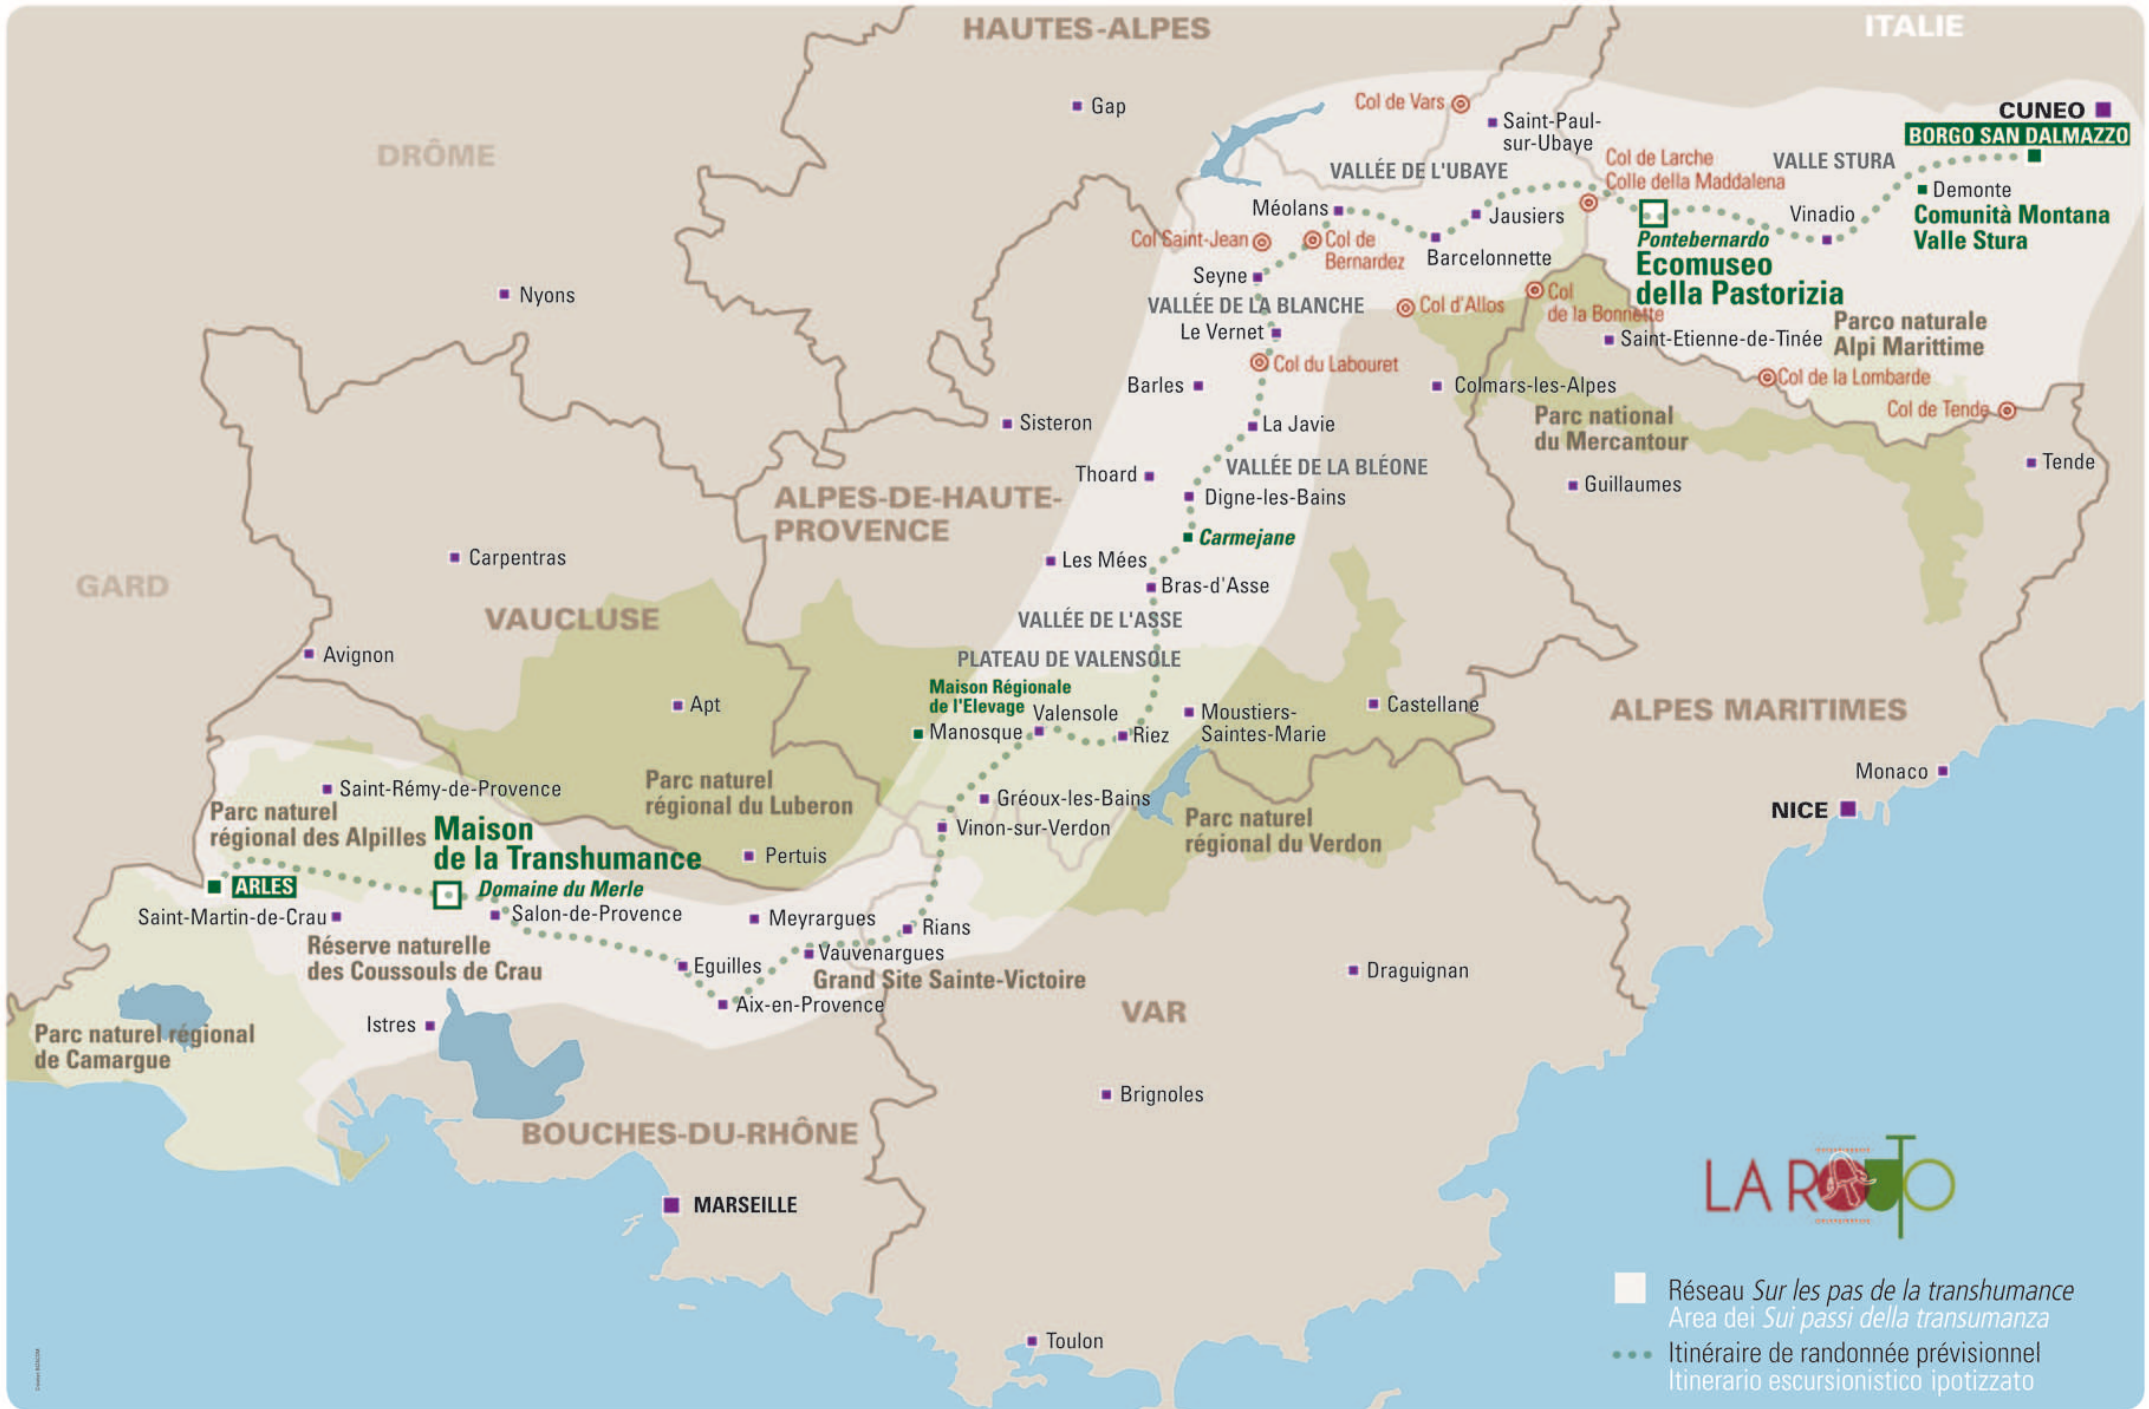 HAUTES-ALPES
ITALIE
Gap
Col de Vars
Saint-Paul-
sur-Ubaye
CUNEO
BORGO SAN DALMAZZO
DRÔME
VALLÉE DE L'UBAYE
Col de Larche
Colle della Maddalena
VALLE STURA
Demonte
Comunità Montana
Valle Stura
Méolans
Jausiers
Vinadio
Col Saint-Jean
Col de
Bernardez
Barcelonnette
Pontebernardo
Ecomuseo
della Pastorizia
Seyne
Nyons
VALLÉE DE LA BLANCHE
Col d'Allos
Col
de la Bonnette
Le Vernet
Saint-Etienne-de-Tinée
Parco naturale
Alpi Marittime
Col du Labouret
Barles
Colmars-les-Alpes
Col de la Lombarde
Sisteron
La Javie
Parc national
du Mercantour
Col de Tende
Tende
Thoard
VALLÉE DE LA BLÉONE
Guillaumes
ALPES-DE-HAUTE-
PROVENCE
Digne-les-Bains
Carmejane
Carpentras
Les Mées
Bras-d'Asse
GARD
VAUCLUSE
VALLÉE DE L'ASSE
Avignon
PLATEAU DE VALENSOLE
Maison Régionale
de l'Elevage
Apt
Valensole
Manosque
Riez
Moustiers-
Saintes-Marie
Castellane
ALPES MARITIMES
Monaco
NICE
Saint-Rémy-de-Provence
Parc naturel
régional du Luberon
Gréoux-les-Bains
Parc naturel
régional des Alpilles
Maison
de la Transhumance
Vinon-sur-Verdon
Parc naturel
régional du Verdon
Pertuis
ARLES
Domaine du Merle
Saint-Martin-de-Crau
Salon-de-Provence
Meyrargues
Rians
Réserve naturelle
des Coussouls de Crau
Eguilles
Vauvenargues
Grand Site Sainte-Victoire
Draguignan
Aix-en-Provence
VAR
Istres
Parc naturel régional
de Camargue
Brignoles
BOUCHES-DU-RHÔNE
MARSEILLE
LA ROUTO
Toulon
Réseau Sur les pas de la transhumance
Area dei Sui passi della transumanza
Itinéraire de randonnée prévisionnel
Itinerario escursionistico ipotizzato